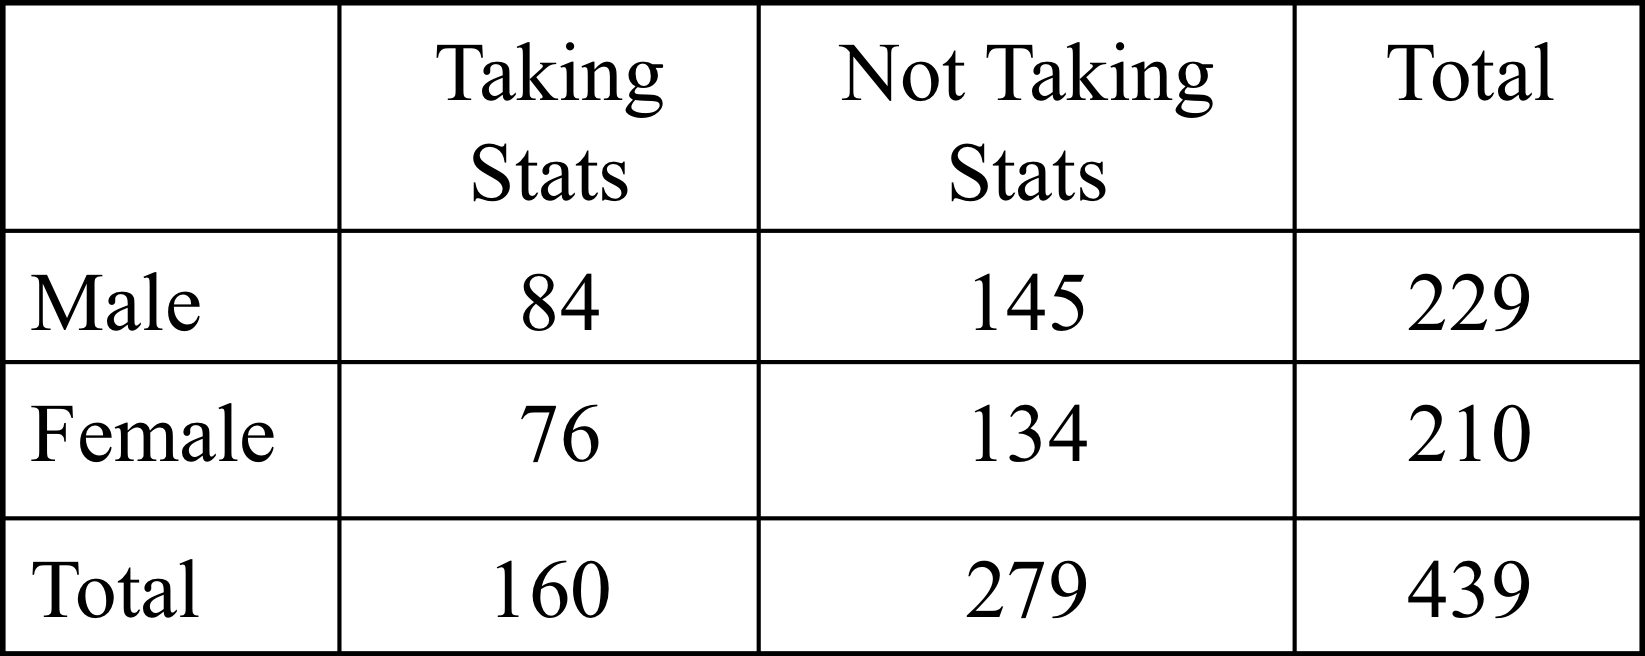 Taking Stats Not Taking Stats Total
Male 84 145 229
Female 76 134 210
Total 160 279 439